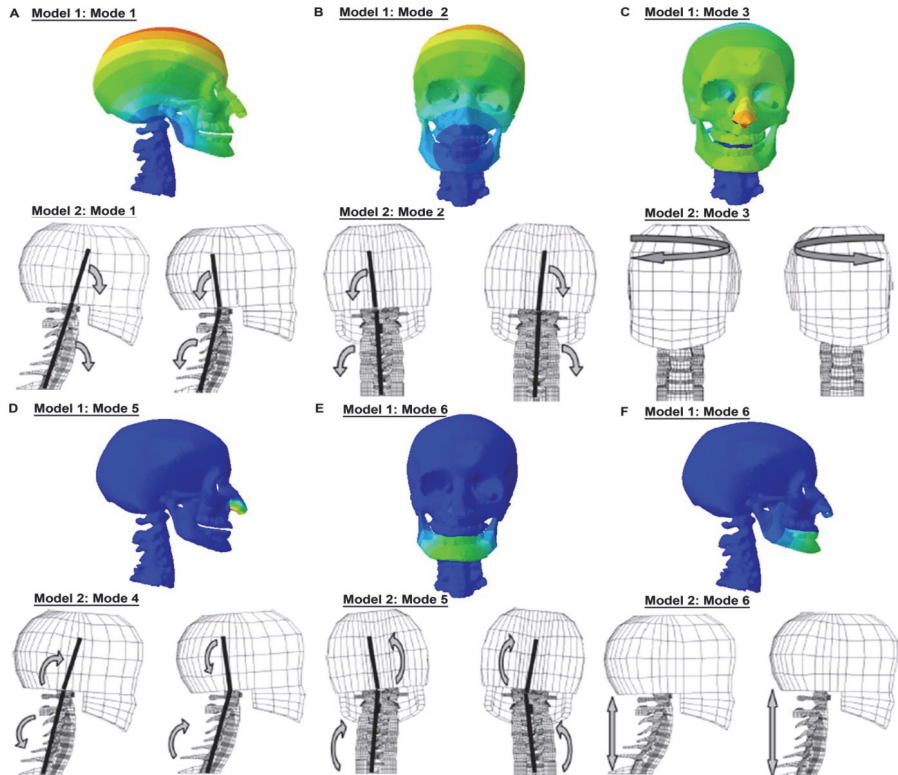 A Model 1: Mode 1
B Model 1: Mode 2
C Model 1: Mode 3
Model 2: Mode 1
Model 2: Mode 2
Model 2: Mode 3
D Model 1: Mode 5
E Model 1: Mode 6
F Model 1: Mode 6
Model 2: Mode 4
Model 2: Mode 5
Model 2: Mode 6